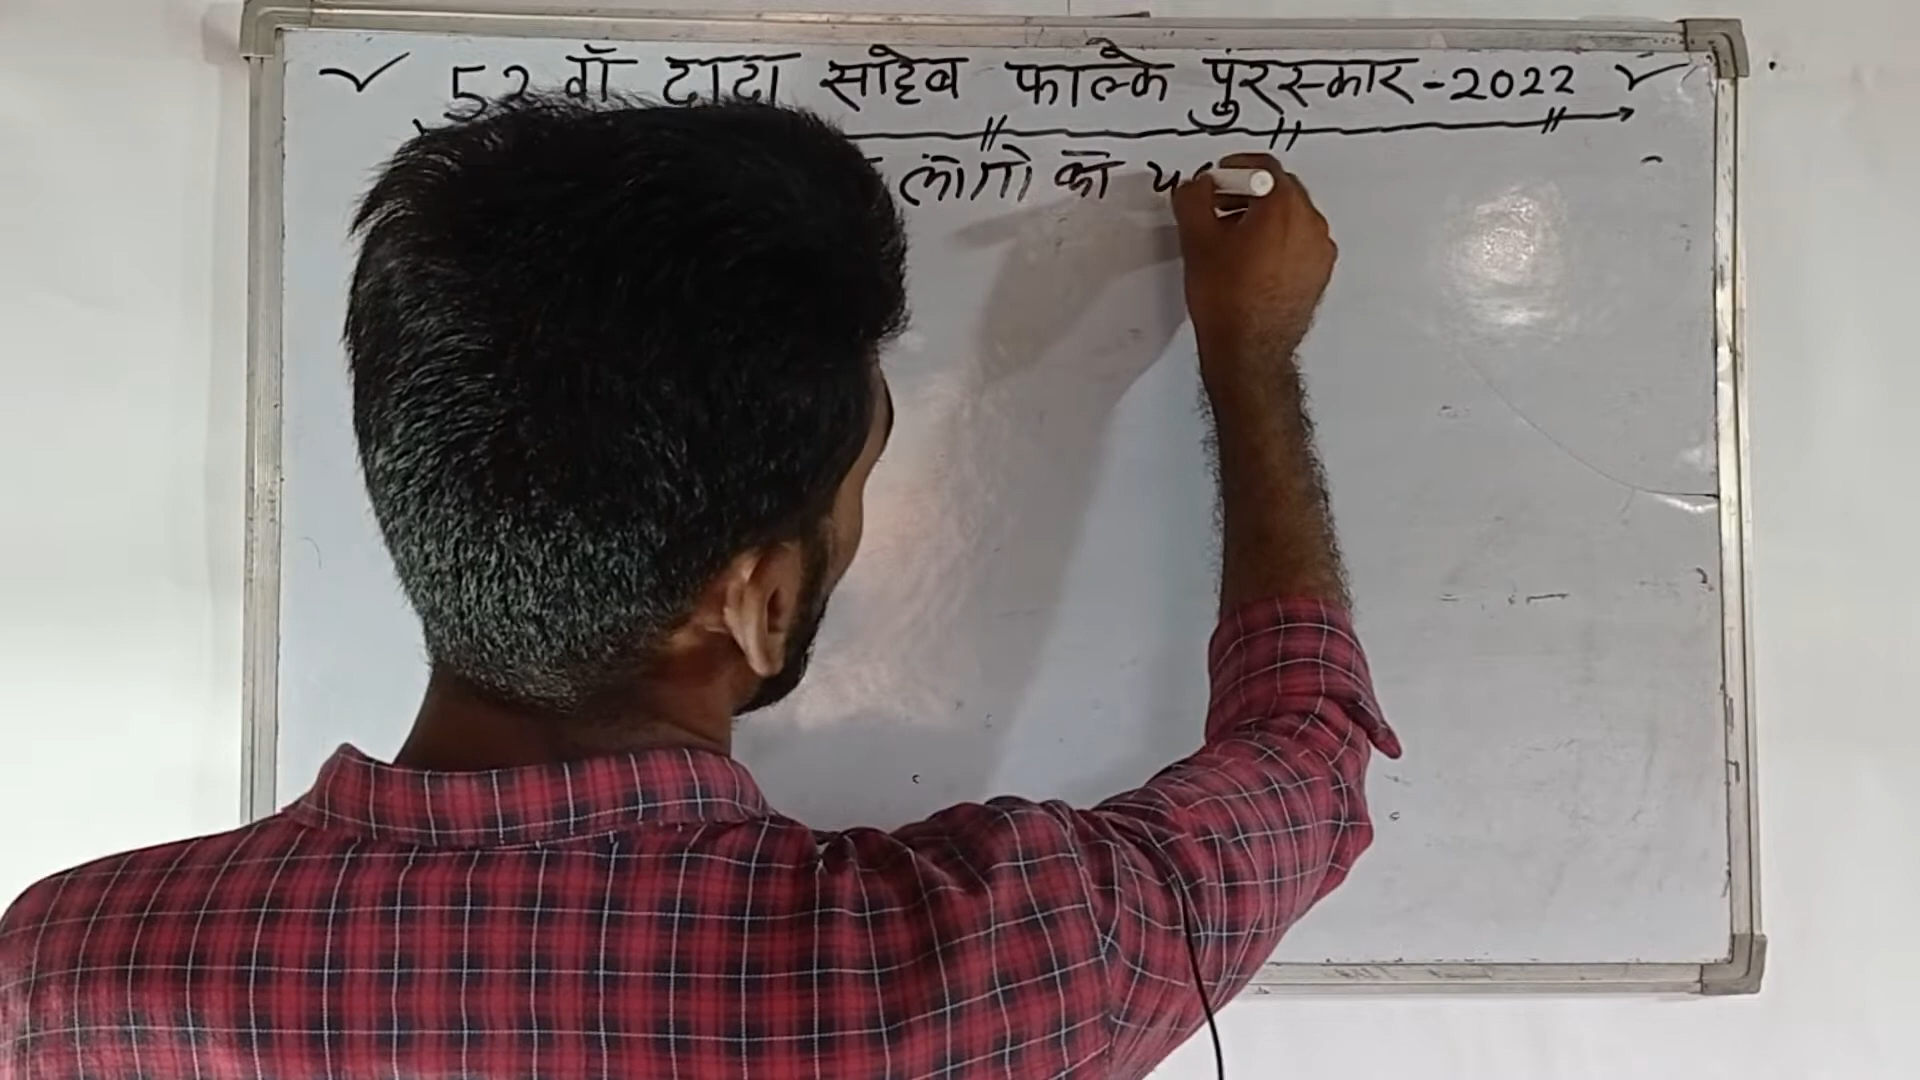 52 वाॅ दादा साहेब फाल्के पुंरस्कार-2022
लोगो को